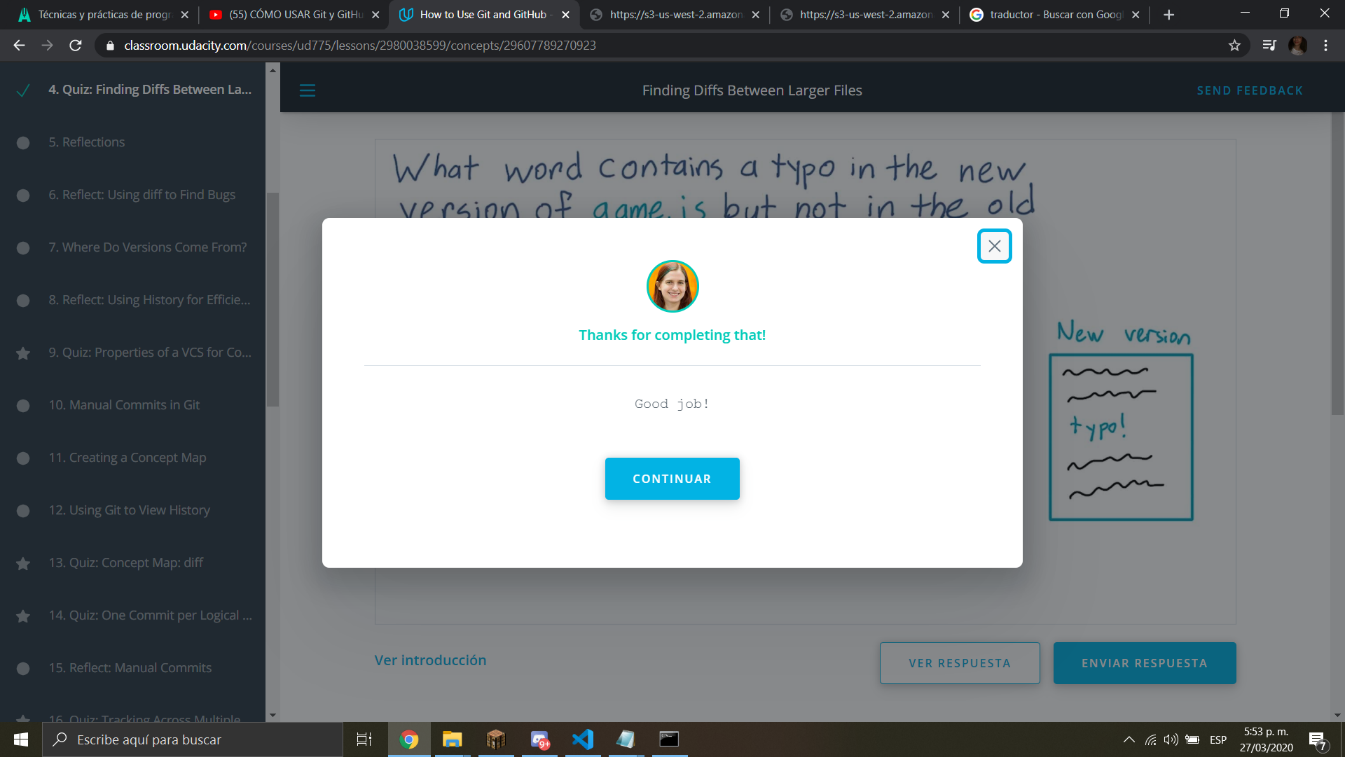 Técnicas y prácticas de progr
(55) CÓMO USAR Git y GitHu
How to Use Git and GitHub -
https://s3-us-west-2.amazon
https://s3-us-west-2.amazon
traductor - Buscar con Goog
classroom.udacity.com/courses/ud775/lessons/2980038599/concepts/29607789270923
4. Quiz: Finding Diffs Between La...
5. Reflections
6. Reflect: Using diff to Find Bugs
7. Where Do Versions Come From?
8. Reflect: Using History for Efficie...
9. Quiz: Properties of a VCS for Co...
10. Manual Commits in Git
11. Creating a Concept Map
12. Using Git to View History
13. Quiz: Concept Map: diff
14. Quiz: One Commit per Logical ...
15. Reflect: Manual Commits
16. Quiz: Tracking Across Multiple
Finding Diffs Between Larger Files
SEND FEEDBACK
What word contains a typo in the new
version of game.js but not in the old
New version
typo!
Thanks for completing that!
Good job!
CONTINUAR
Ver introducción
VER RESPUESTA
ENVIAR RESPUESTA
Escribe aquí para buscar
9+
ESP
5:53 p. m.
27/03/2020
7